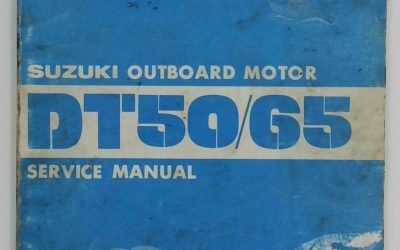 SUZUKI OUTBOARD MOTOR
DT50/65
SERVICE MANUAL